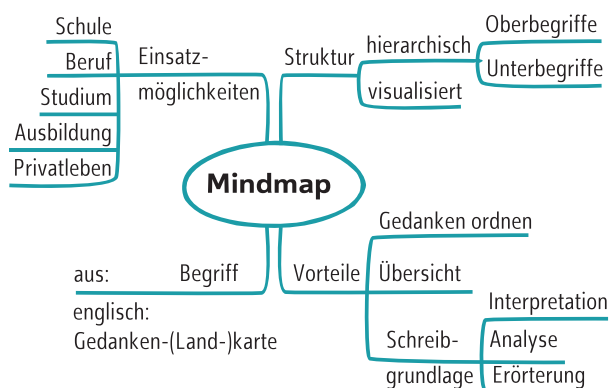 Schule
Beruf
Studium
Ausbildung
Privatleben
Einsatz-
möglichkeiten
Struktur
hierarchisch
visualisiert
Oberbegriffe
Unterbegriffe
Mindmap
aus:
englisch:
Gedanken-(Land-)karte
Begriff
Vorteile
Gedanken ordnen
Übersicht
Schreib-
grundlage
Interpretation
Analyse
Erörterung